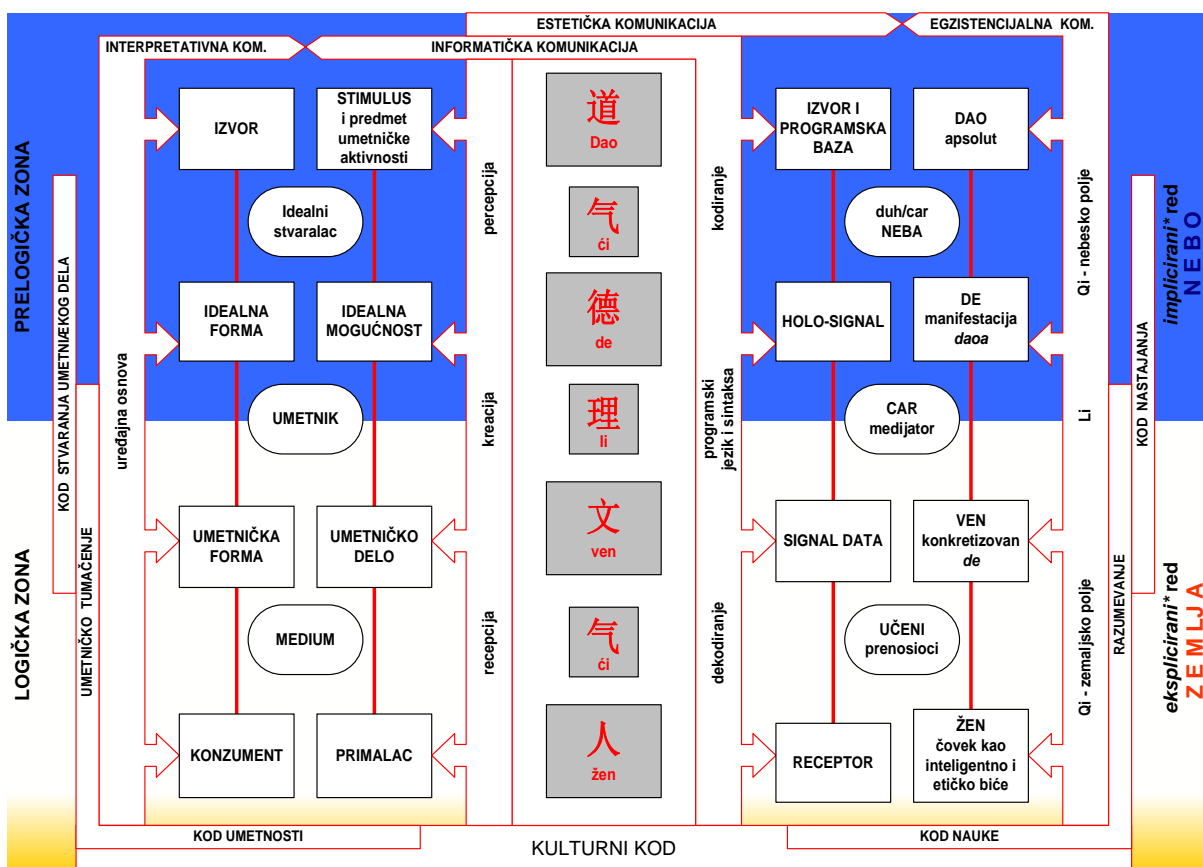 ESTETIČKA KOMUNIKACIJA
EGZISTENCIJALNA KOM.
INTERPRETATIVNA KOM.
INFORMATIČKA KOMUNIKACIJA
PRELOGIČKA ZONA
LOGIČKA ZONA
KOD STVARANJA UMETNIÆKOG DELA
UMETNIČKO TUMAČENJE
uređajna osnova
IZVOR
STIMULUS
i predmet
umetničke
aktivnosti
Idealni
stvaralac
IDEALNA
FORMA
IDEALNA
MOGUĆNOST
UMETNIK
UMETNIČKA
FORMA
UMETNIČKO
DELO
MEDIUM
KONZUMENT
PRIMALAC
percepcija
kreacija
recepcija
道
Dao
气
ći
德
de
理
li
文
ven
气
ći
人
žen
kodiranje
programski
jezik i sintaksa
dekodiranje
IZVOR I
PROGRAMSKA
BAZA
DAO
apsolut
duh/car
NEBA
HOLO-SIGNAL
DE
manifestacija
daoa
CAR
medijator
SIGNAL DATA
VEN
konkretizovan
de
UČENI
prenosioci
RECEPTOR
ŽEN
čovek kao
inteligentno i
etičko biće
Qi - nebesko polje
Li
Qi - zemaljsko polje
RAZUMEVANJE
KOD NASTAJANJA
implicirani* red
NEBO
eksplicirani* red
ZEMLJA
KOD UMETNOSTI
KULTURNI KOD
KOD NAUKE